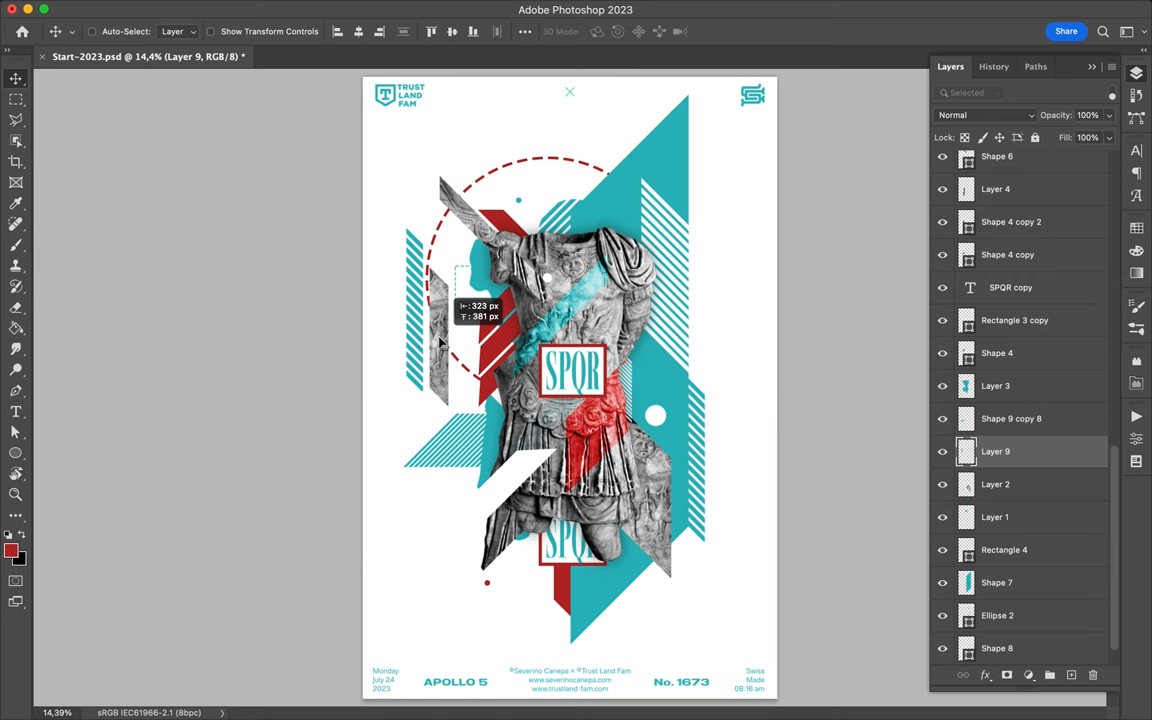 Adobe Photoshop 2023
Auto-Select:
Layer
Show Transform Controls
3D Mode:
Share
Start-2023.psd @ 14,4% (Layer 9, RGB/8) *
Layers
History
Paths
Selected
Normal
Opacity: 100%
Lock:
Fill: 100%
Shape 6
Layer 4
Shape 4 copy 2
Shape 4 copy
SPQR copy
Rectangle 3 copy
Shape 4
Layer 3
Shape 9 copy 8
Layer 9
Layer 2
Layer 1
Rectangle 4
Shape 7
Ellipse 2
Shape 8
TRUST
LAND
FAM
323 px
381 px
SPQR
SPQR
Monday
July 24
2023
APOLLO 5
©Severino Canepa × ©Trust Land Fam
www.severinocanepa.com
www.trustland-fam.com
No. 1673
Swiss
Made
08:16 am
14,39%
sRGB IEC61966-2.1 (8bpc)